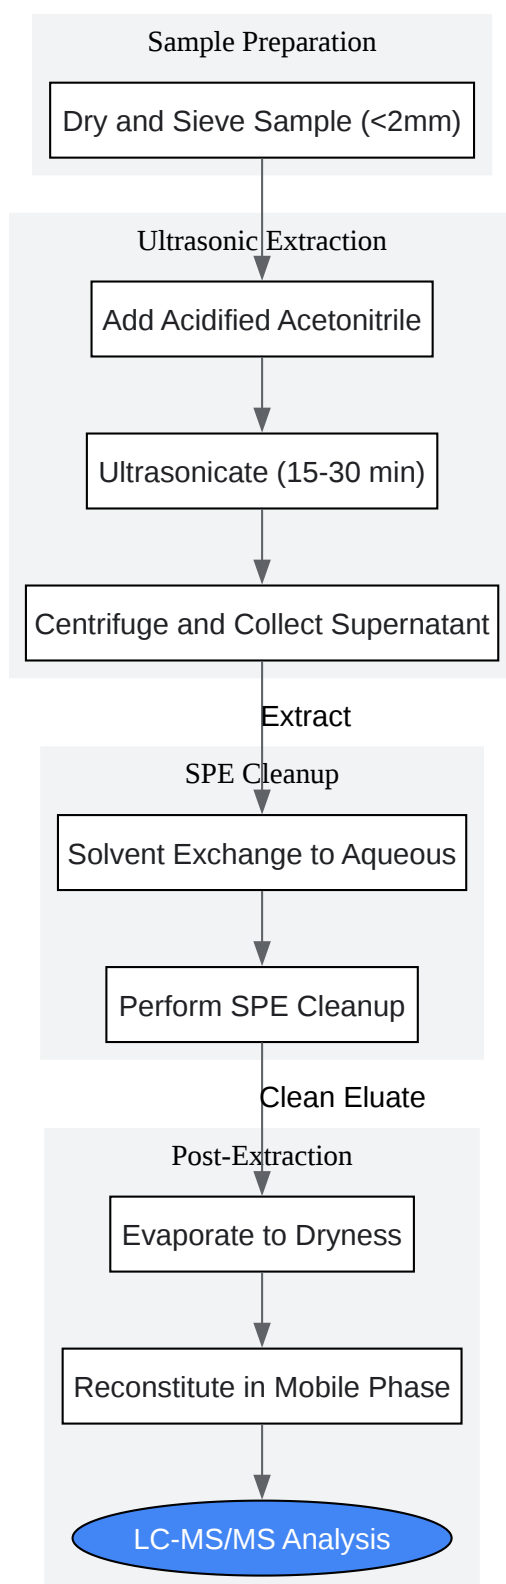 Sample Preparation
Dry and Sieve Sample (<2mm)
Ultrasonic Extraction
Add Acidified Acetonitrile
Ultrasonicate (15-30 min)
Centrifuge and Collect Supernatant
Extract
SPE Cleanup
Solvent Exchange to Aqueous
Perform SPE Cleanup
Clean Eluate
Post-Extraction
Evaporate to Dryness
Reconstitute in Mobile Phase
LC-MS/MS Analysis